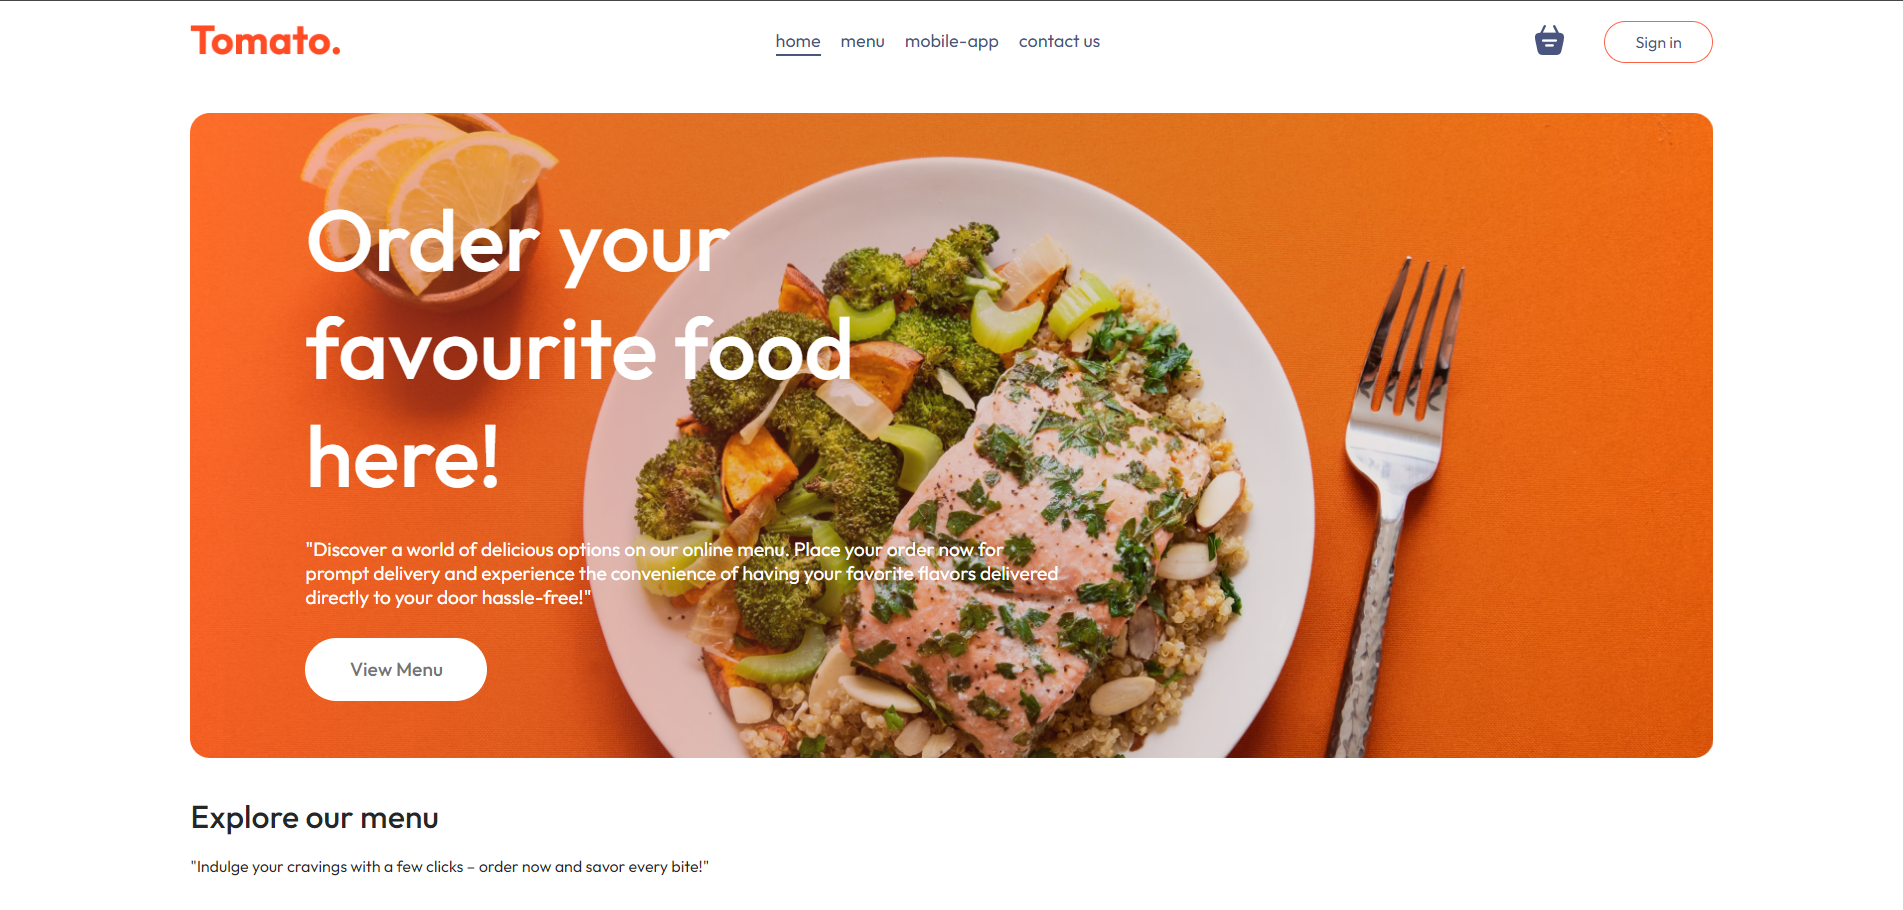 Tomato.
home menu mobile-app contact us
Sign in
Order your
favourite food
here!
"Discover a world of delicious options on our online menu. Place your order now for
prompt delivery and experience the convenience of having your favorite flavors delivered
directly to your door hassle-free!"
View Menu
Explore our menu
"Indulge your cravings with a few clicks – order now and savor every bite!"